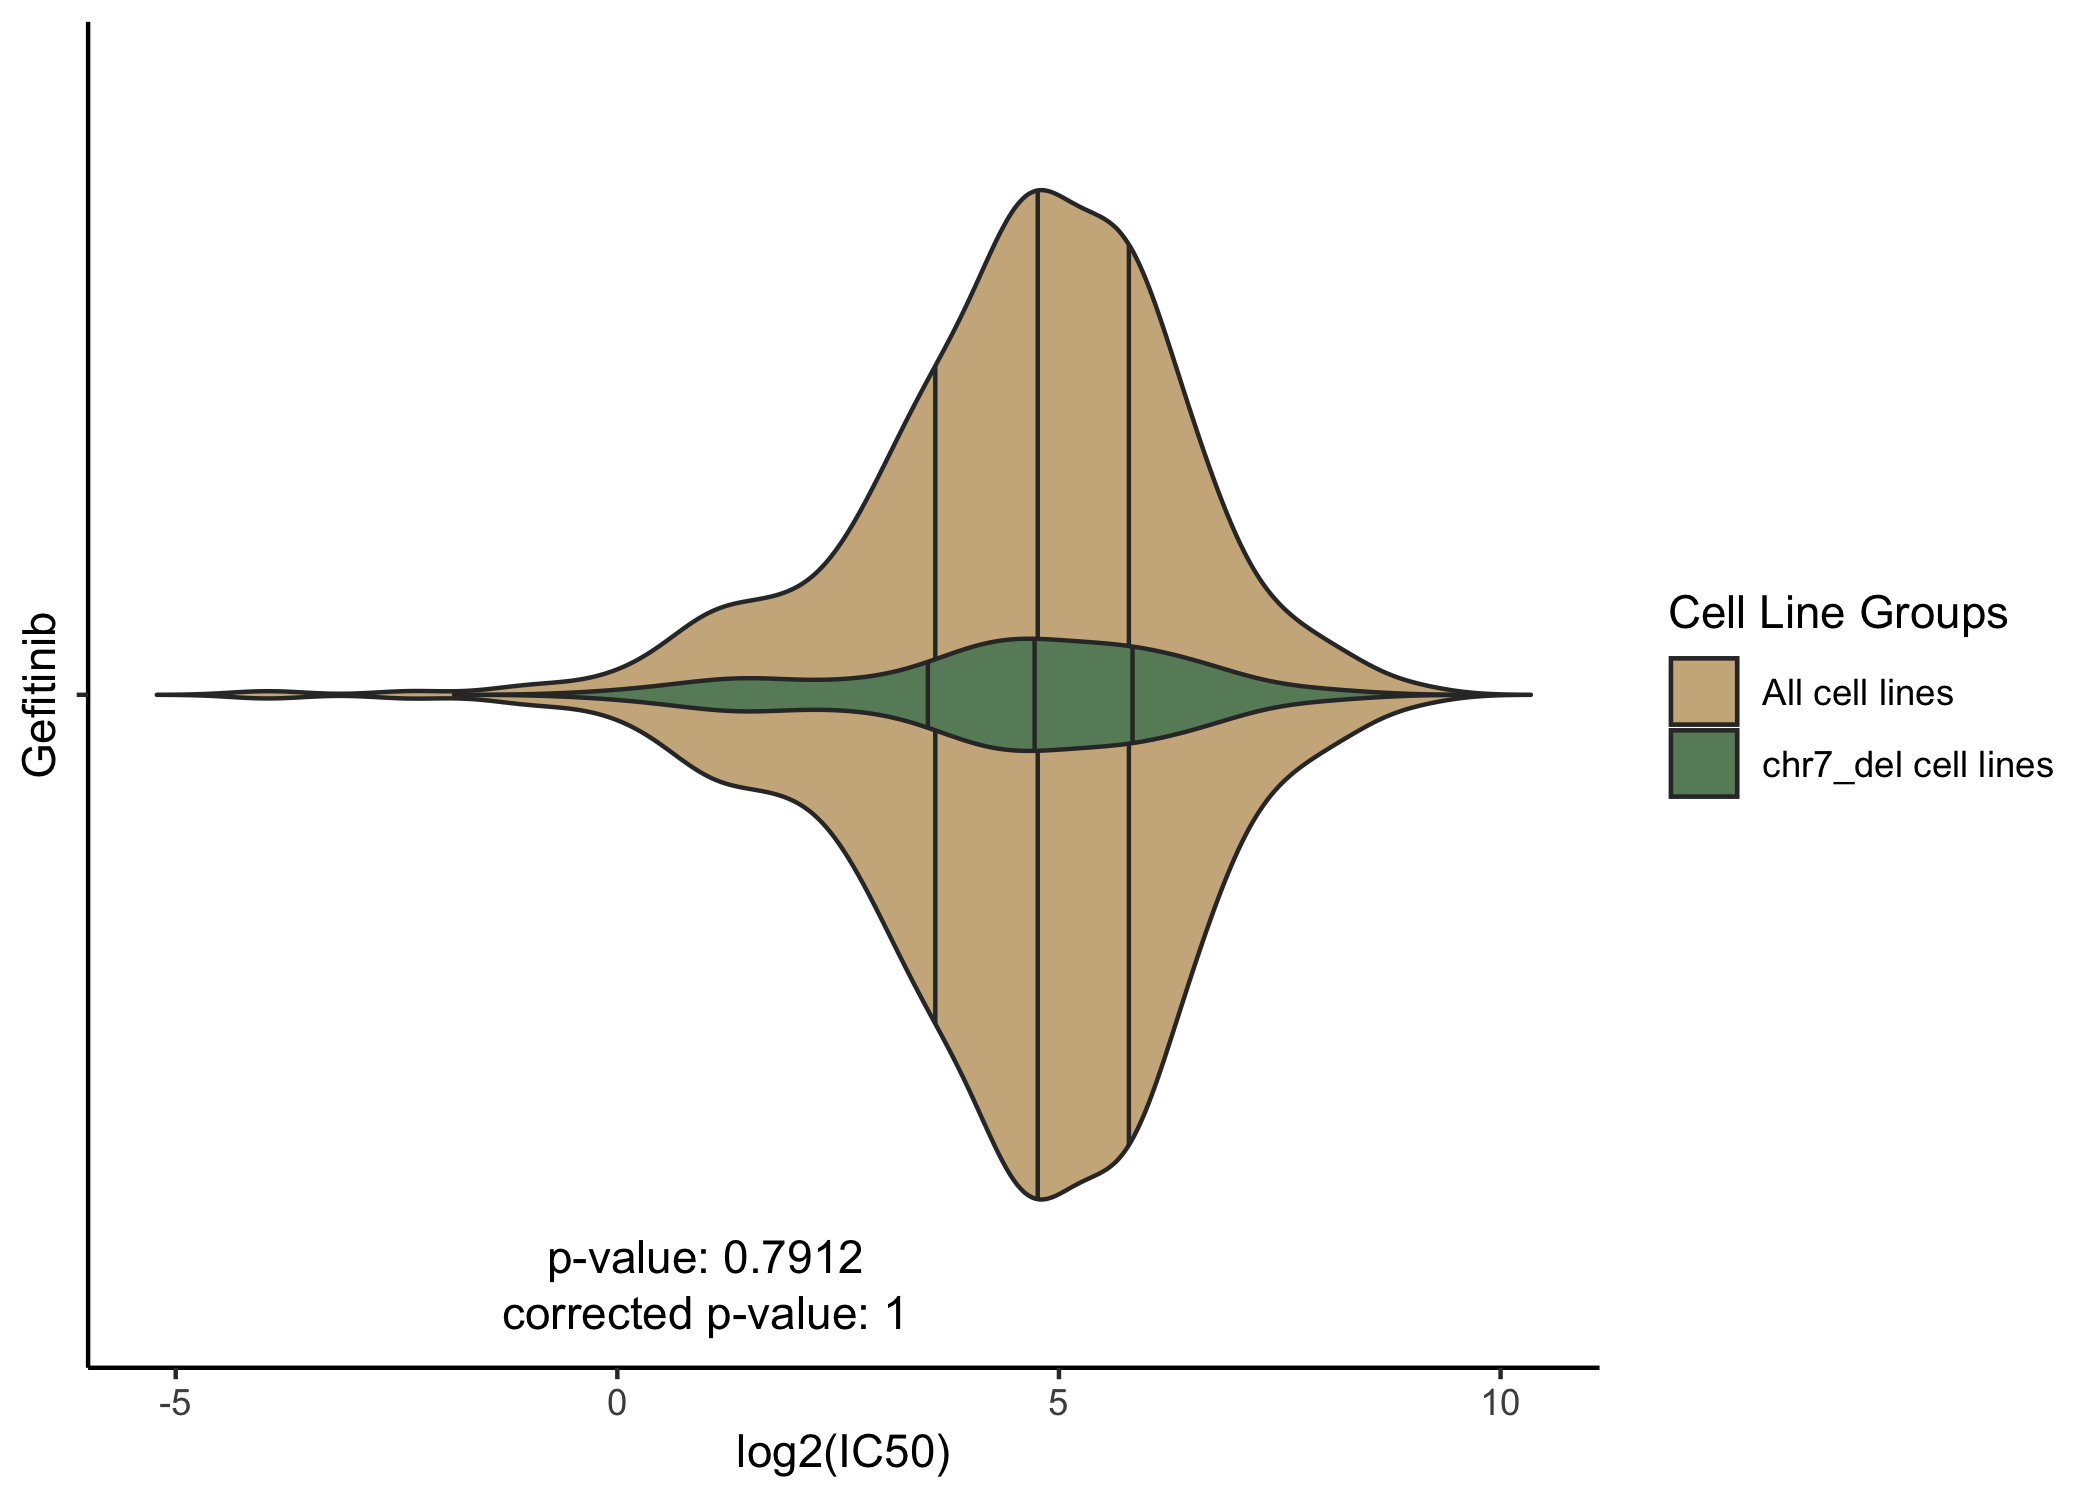 Gefitinib
p-value: 0.7912
corrected p-value: 1
-5
0
5
10
log2(IC50)
Cell Line Groups
All cell lines
chr7_del cell lines